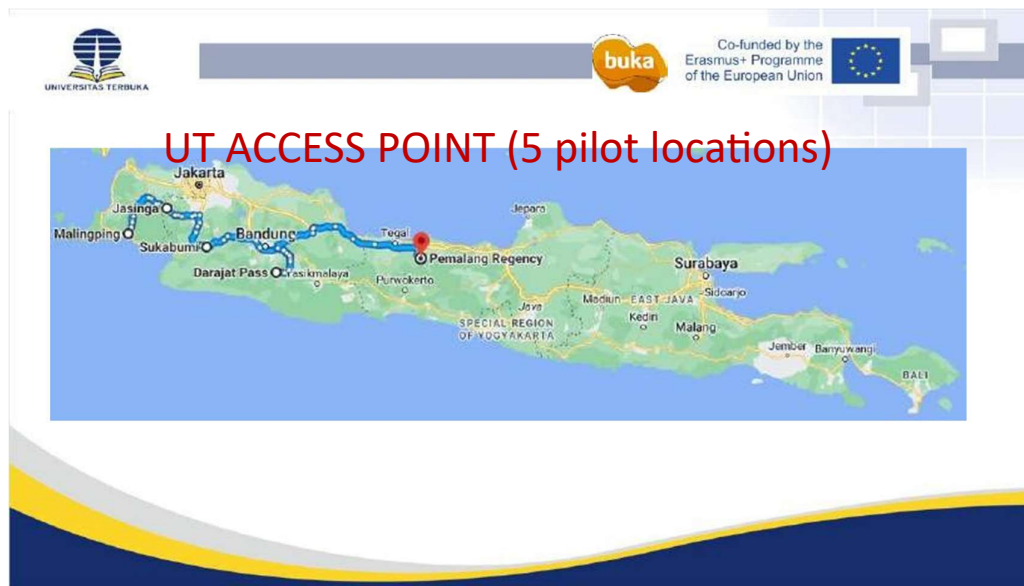 UNIVERSITAS TERBUKA
buka
Co-funded by the
Erasmus+ Programme
of the European Union
UT ACCESS POINT (5 pilot locations)
Jakarta
Jasinga
Malingping
Sukabumi
Bandung
Darajat Pass
Tasikmalaya
Tegal
Pemalang Regency
Purwokerto
Jepara
Java
SPECIAL REGION
OF YOGYAKARTA
Surabaya
Sidoarjo
Madiun
EAST JAVA
Kediri
Malang
Jember
Banyuwangi
BALI